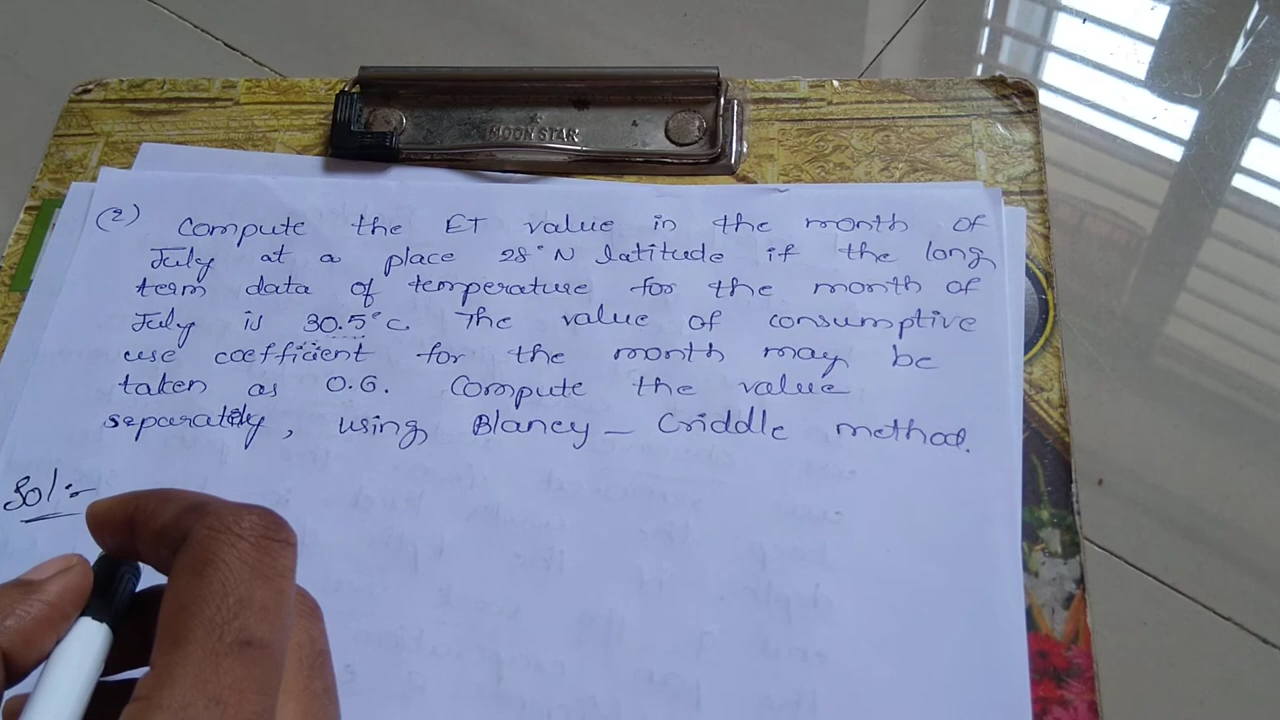 MOON STAR
(2) Compute the ET value in the month of
July at a place 28°N latitude if the long
term data of temperature for the month of
July is 30.5°C. The value of consumptive
use coefficient for the month may be
taken as 0.6. Compute the value
separately, using Blaney - Criddle method.
Sol:-